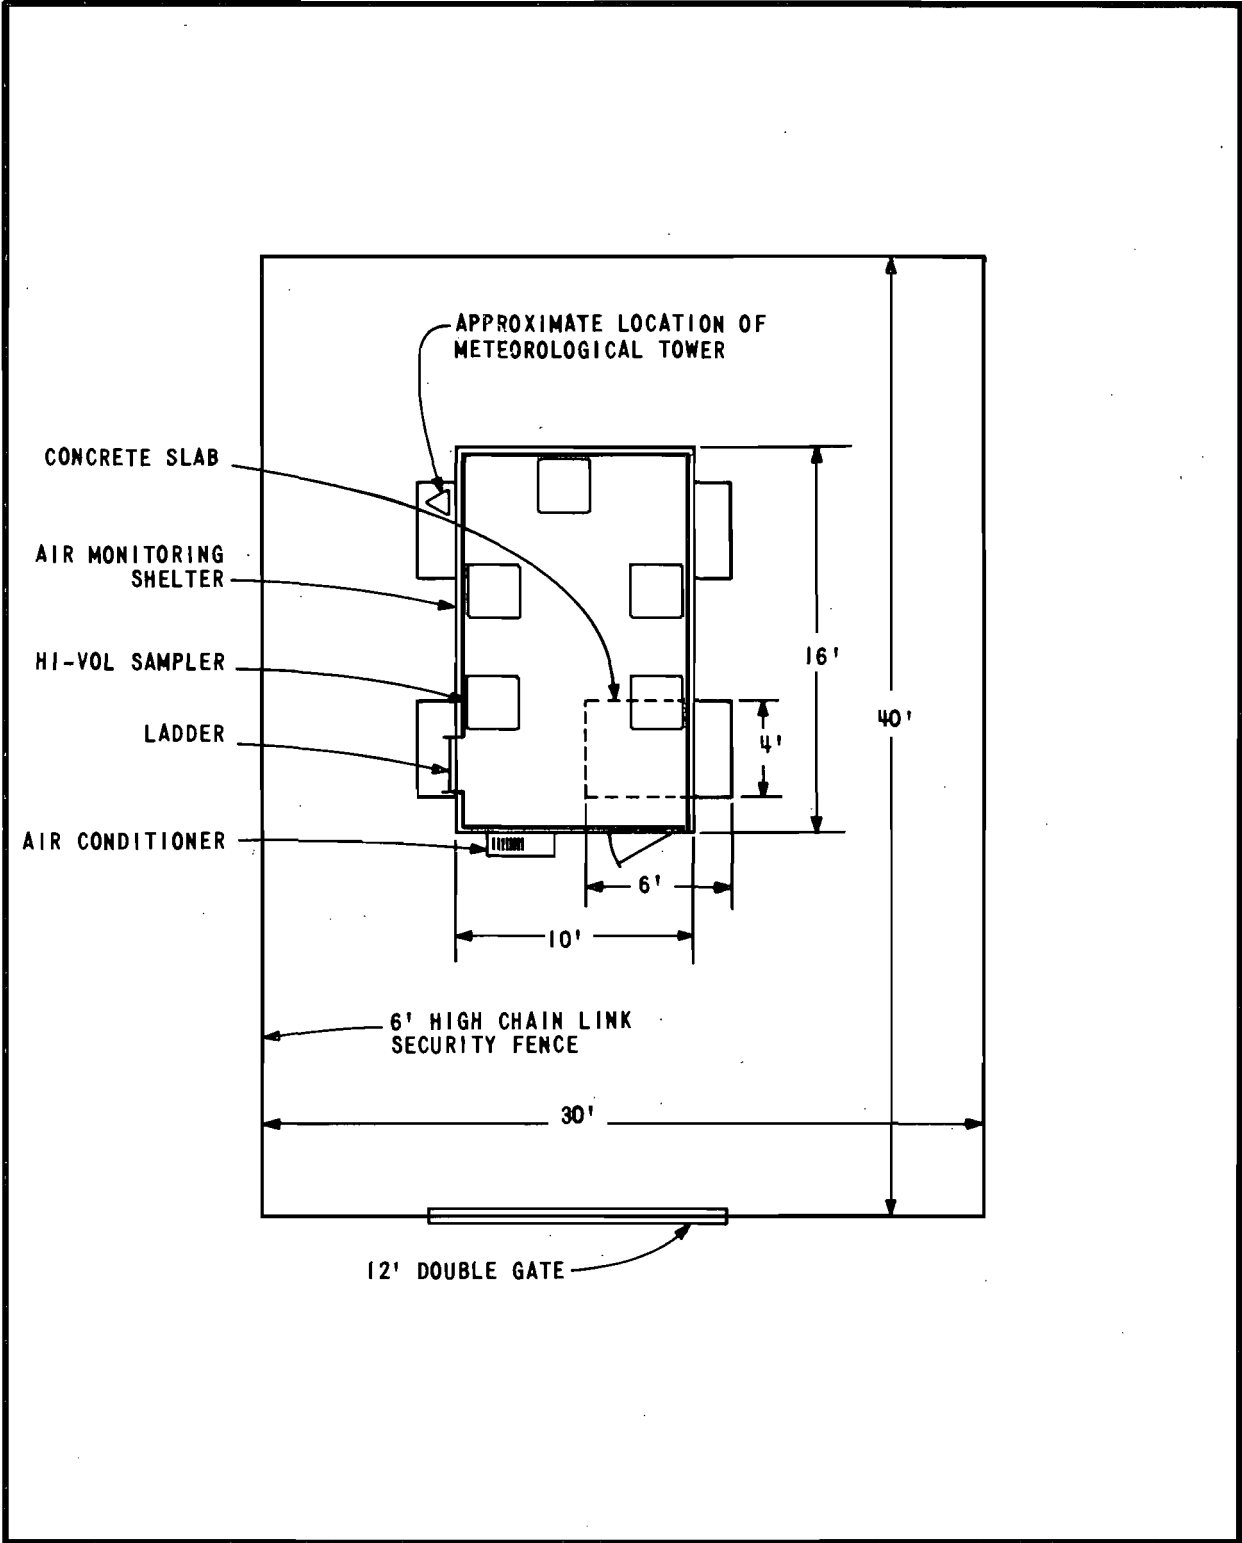 APPROXIMATE LOCATION OF
METEOROLOGICAL TOWER
CONCRETE SLAB
AIR MONITORING
SHELTER
HI-VOL SAMPLER
16'
LADDER
40'
4'
AIR CONDITIONER
6'
10'
6' HIGH CHAIN LINK
SECURITY FENCE
30'
12' DOUBLE GATE